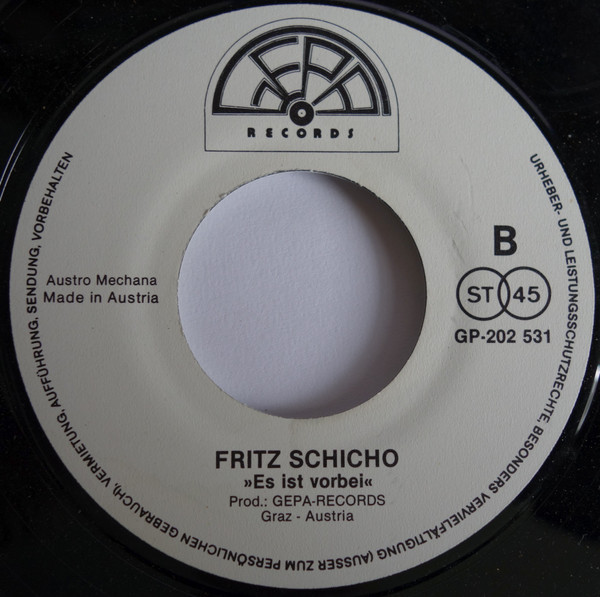 GEPA
RECORDS
B
ST 45
GP-202 531
Austro Mechana
Made in Austria
FRITZ SCHICHO
»Es ist vorbei«
Prod.: GEPA-RECORDS
Graz - Austria
URHEBER- UND LEISTUNGSSCHUTZRECHTE, BESONDERS VERVIELFÄLTIGUNG (AUSSER ZUM PERSÖNLICHEN GEBRAUCH), VERMIETUNG, AUFFÜHRUNG, SENDUNG, VORBEHALTEN